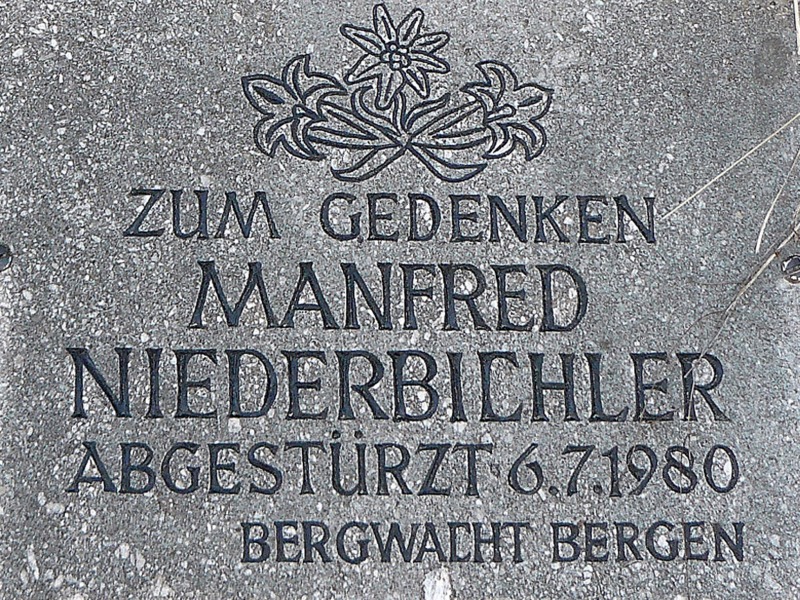 ZUM GEDENKEN
MANFRED
NIEDERBICHLER
ABGESTÜRZT 6.7.1980
BERGWACHT BERGEN